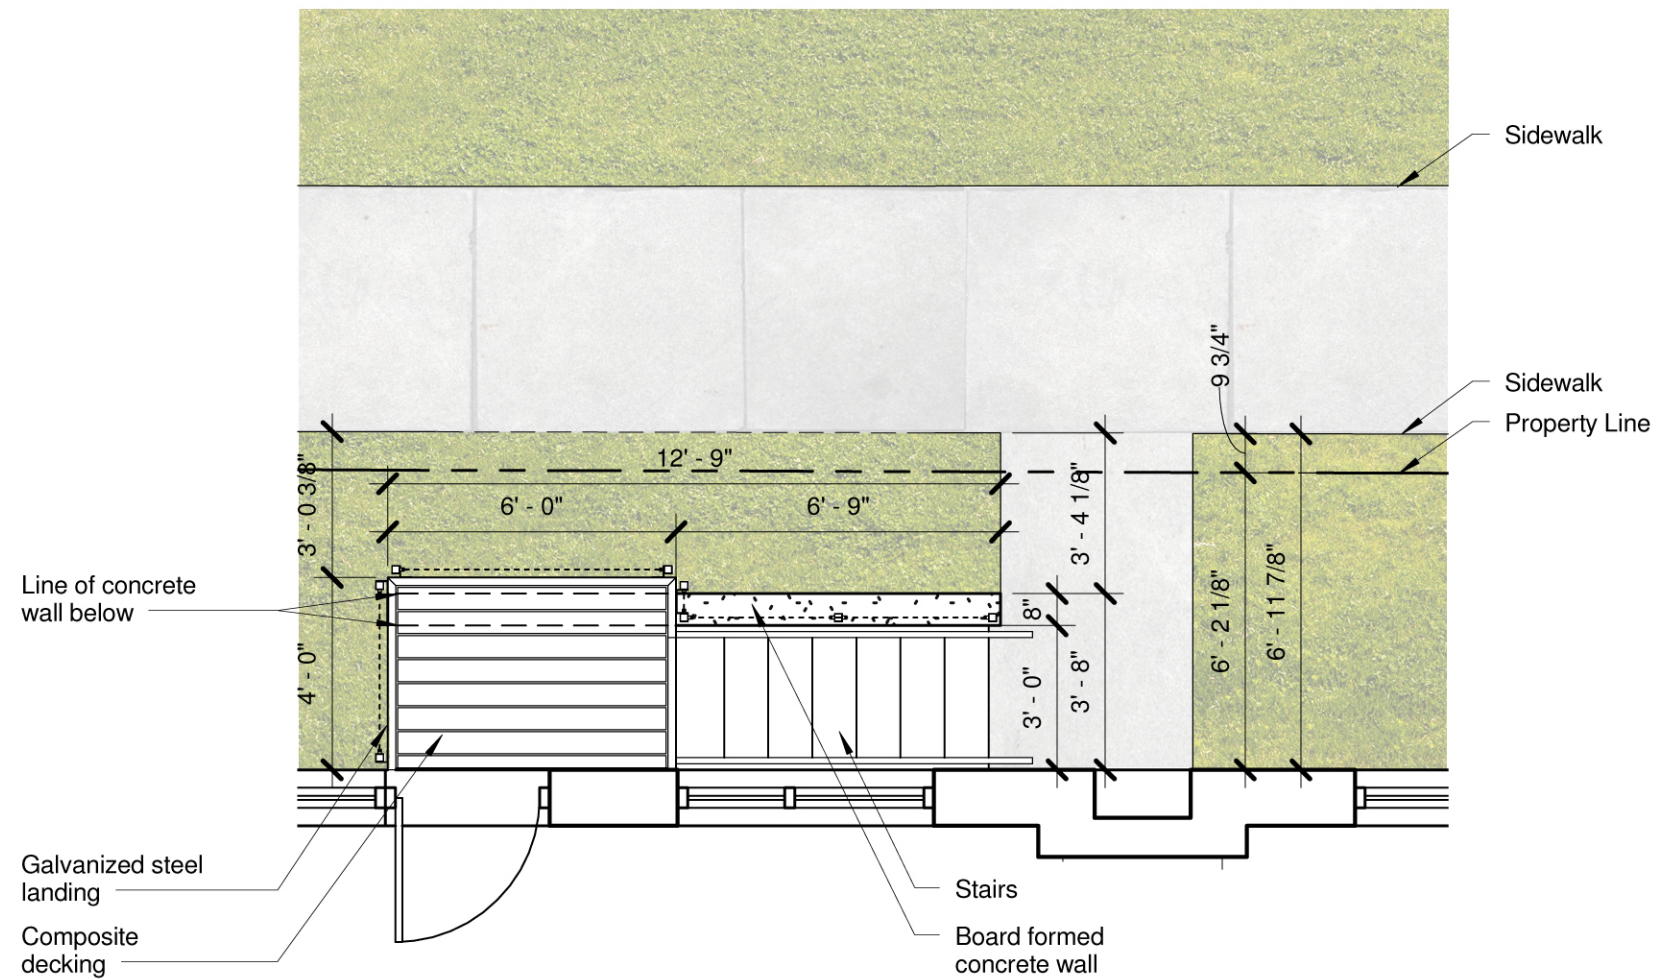 Sidewalk
9 3/4"
Sidewalk
Property Line
12' - 9"
3' - 0 3/8"
6' - 0"
6' - 9"
3' - 4 1/8"
Line of concrete
wall below
8"
6' - 2 1/8"
6' - 11 7/8"
4' - 0"
3' - 0"
3' - 8"
Galvanized steel
landing
Stairs
Composite
decking
Board formed
concrete wall